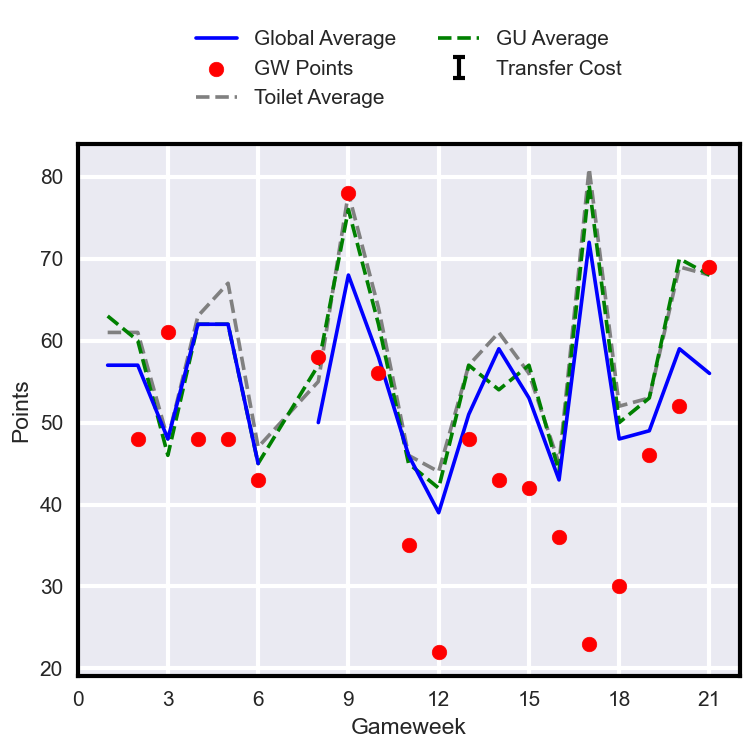 Global Average
GW Points
Toilet Average
GU Average
Transfer Cost
80
70
60
50
40
30
20
Points
0 3 6 9 12 15 18 21
Gameweek